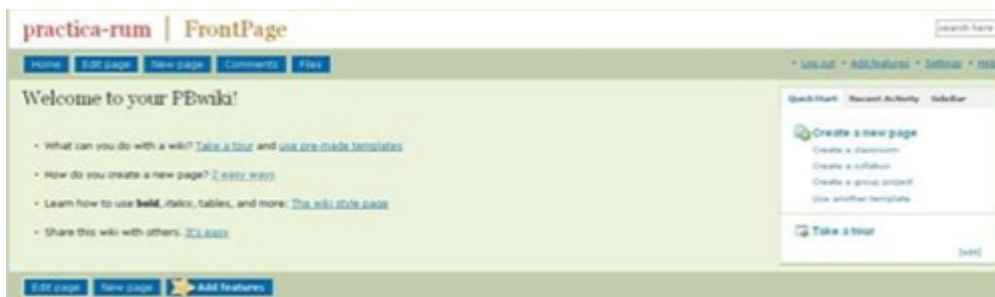 practica-rum | FrontPage
search here
Home Edit page New page Comments Files
• Log out • Add features • Settings • Help
Welcome to your PBwiki!
QuickStart Recent Activity SideBar
• What can you do with a wiki? Take a tour and use pre-made templates
• How do you create a new page? 2 easy ways
• Learn how to use bold, italics, tables, and more: The wiki style page
• Share this wiki with others. It's easy
Create a new page
Create a classroom
Create a syllabus
Create a group project
Use another template
Take a tour
[edit]
Edit page New page Add features